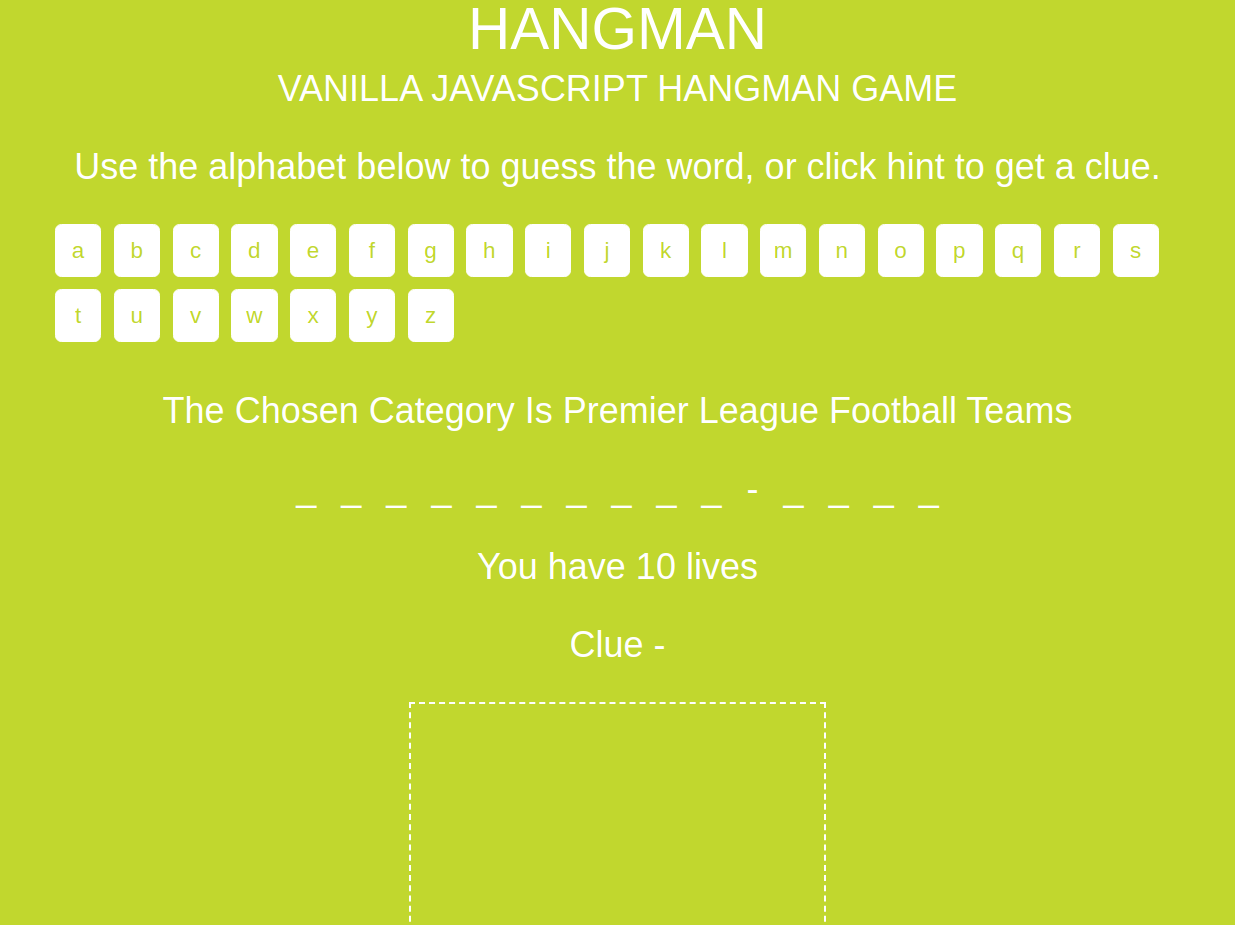 HANGMAN
VANILLA JAVASCRIPT HANGMAN GAME
Use the alphabet below to guess the word, or click hint to get a clue.
a b c d e f g h i j k l m n o p q r s
t u v w x y z
The Chosen Category Is Premier League Football Teams
_ _ _ _ _ _ _ _ _ _ - _ _ _ _
You have 10 lives
Clue -